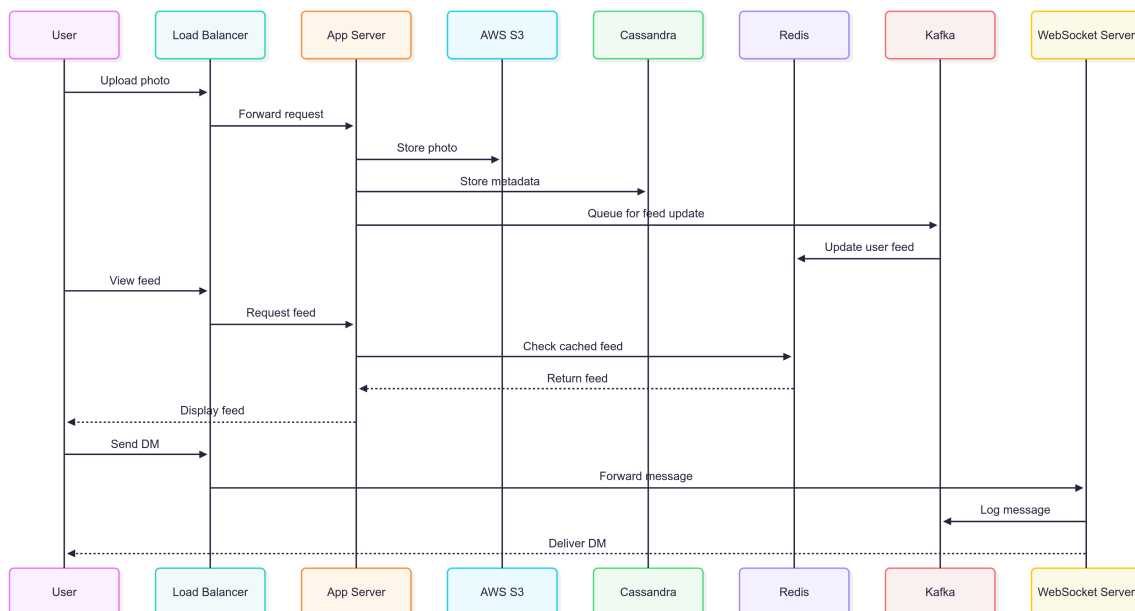 User
Load Balancer
App Server
AWS S3
Cassandra
Redis
Kafka
WebSocket Server
Upload photo
Forward request
Store photo
Store metadata
Queue for feed update
Update user feed
View feed
Request feed
Check cached feed
Return feed
Display feed
Send DM
Forward message
Log message
Deliver DM
User
Load Balancer
App Server
AWS S3
Cassandra
Redis
Kafka
WebSocket Server